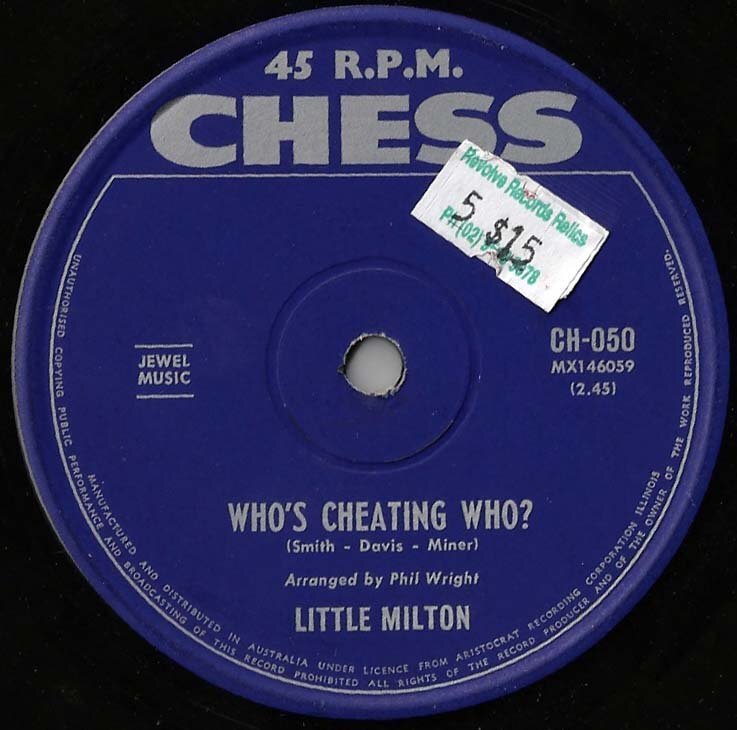 45 R.P.M.
CHESS
Revolve Records Relics
5 $15
JEWEL
MUSIC
CH-050
MX146059
(2.45)
WHO'S CHEATING WHO?
(Smith - Davis - Miner)
Arranged by Phil Wright
LITTLE MILTON
UNAUTHORISED COPYING PUBLIC PERFORMANCE AND BROADCASTING OF THIS RECORD PROHIBITED ALL RIGHTS OF THE RECORD PRODUCER AND OF THE OWNER OF THE WORK REPRODUCED RESERVED.
MANUFACTURED AND DISTRIBUTED IN AUSTRALIA UNDER LICENCE FROM ARISTOCRAT RECORDING CORPORATION ILLINOIS